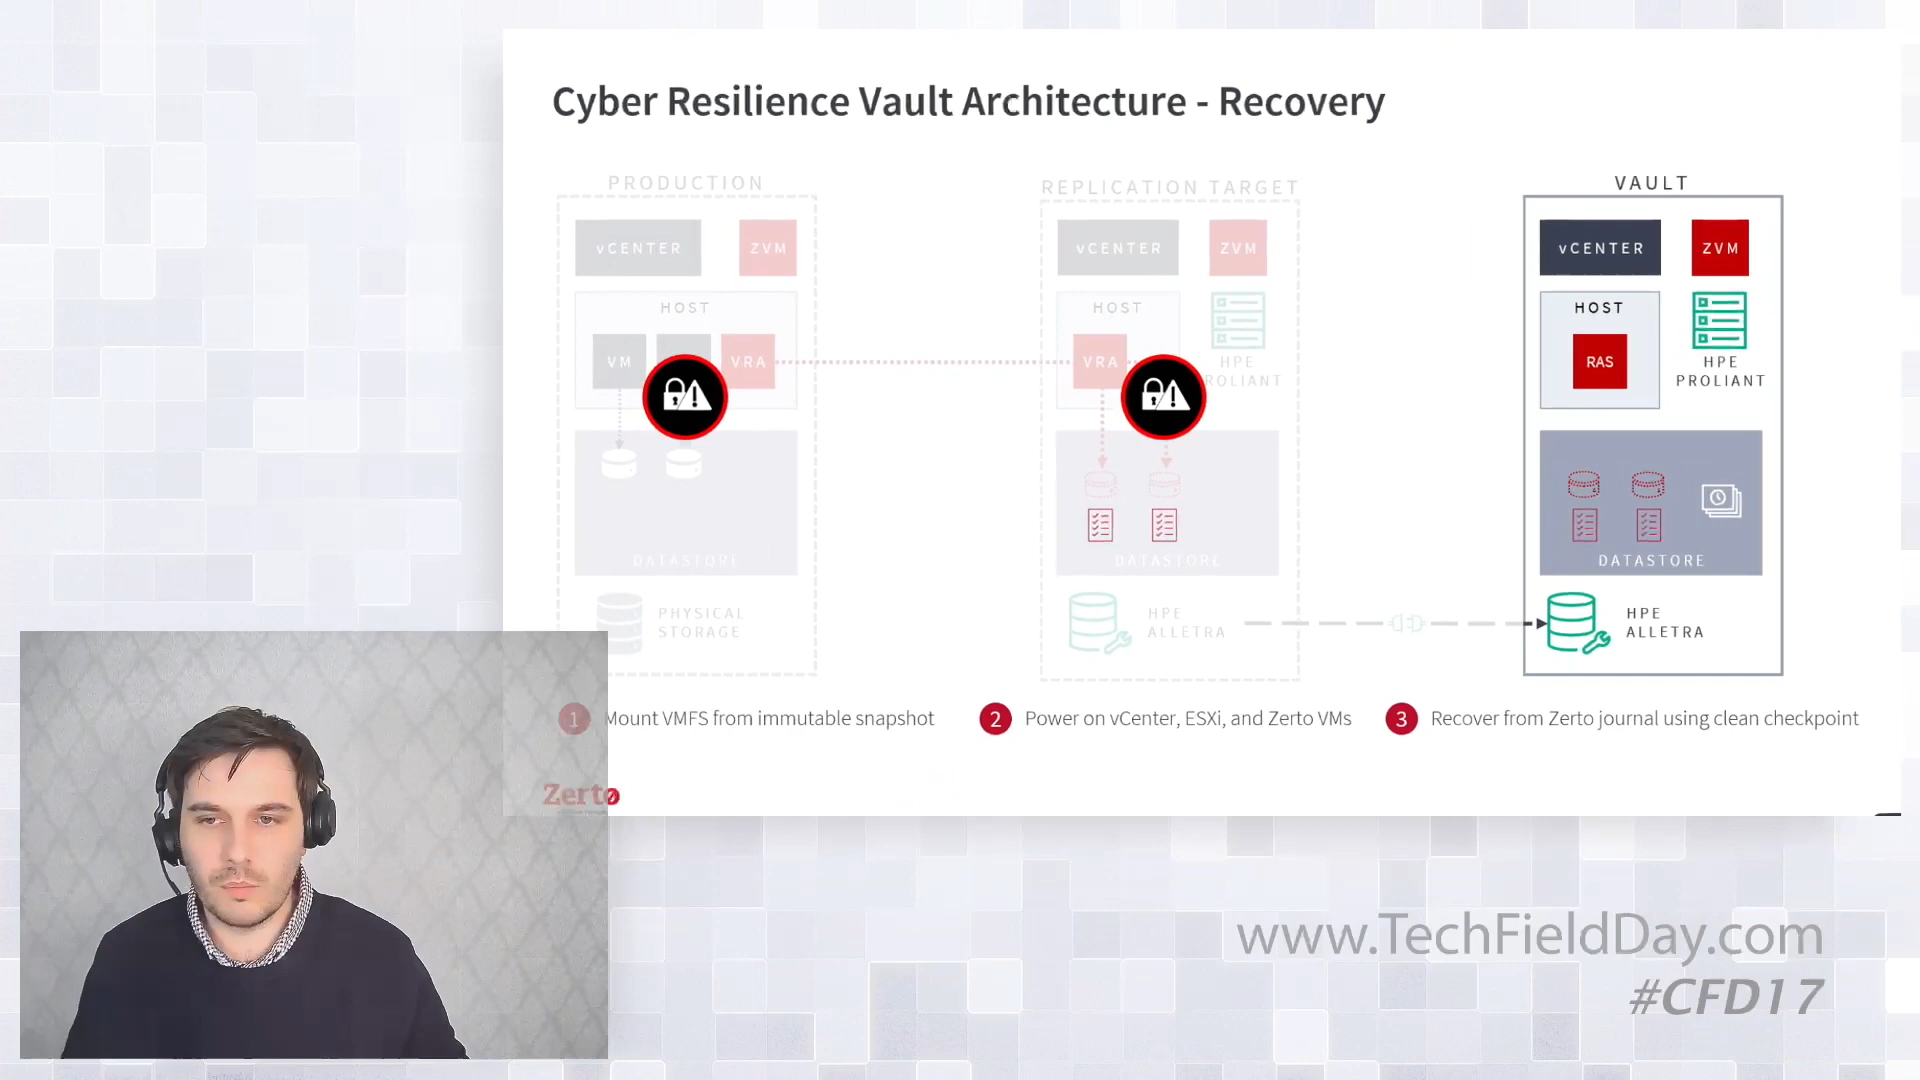 Cyber Resilience Vault Architecture - Recovery
PRODUCTION
vCENTER
ZVM
HOST
VM
VRA
DATASTORE
PHYSICAL
STORAGE
REPLICATION TARGET
vCENTER
ZVM
HOST
VRA
HPE
ROLIANT
DATASTORE
HPE
ALLETRA
VAULT
vCENTER
ZVM
HOST
RAS
HPE
PROLIANT
DATASTORE
HPE
ALLETRA
1 Mount VMFS from immutable snapshot
2 Power on vCenter, ESXi, and Zerto VMs
3 Recover from Zerto journal using clean checkpoint
Zerto
www.TechFieldDay.com
#CFD17